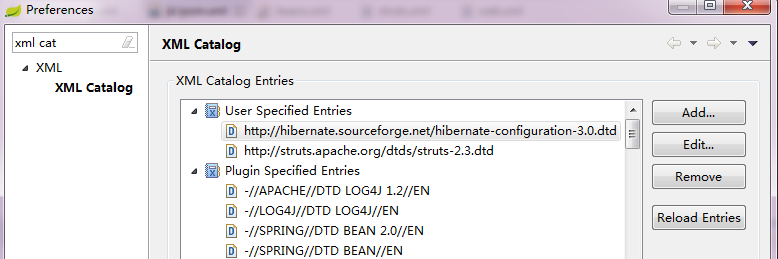 Preferences
xml cat
XML
XML Catalog
XML Catalog
XML Catalog Entries
User Specified Entries
http://hibernate.sourceforge.net/hibernate-configuration-3.0.dtd
http://struts.apache.org/dtds/struts-2.3.dtd
Plugin Specified Entries
-//APACHE//DTD LOG4J 1.2//EN
-//LOG4J//DTD LOG4J//EN
-//SPRING//DTD BEAN 2.0//EN
-//SPRING//DTD BEAN//EN
Add...
Edit...
Remove
Reload Entries